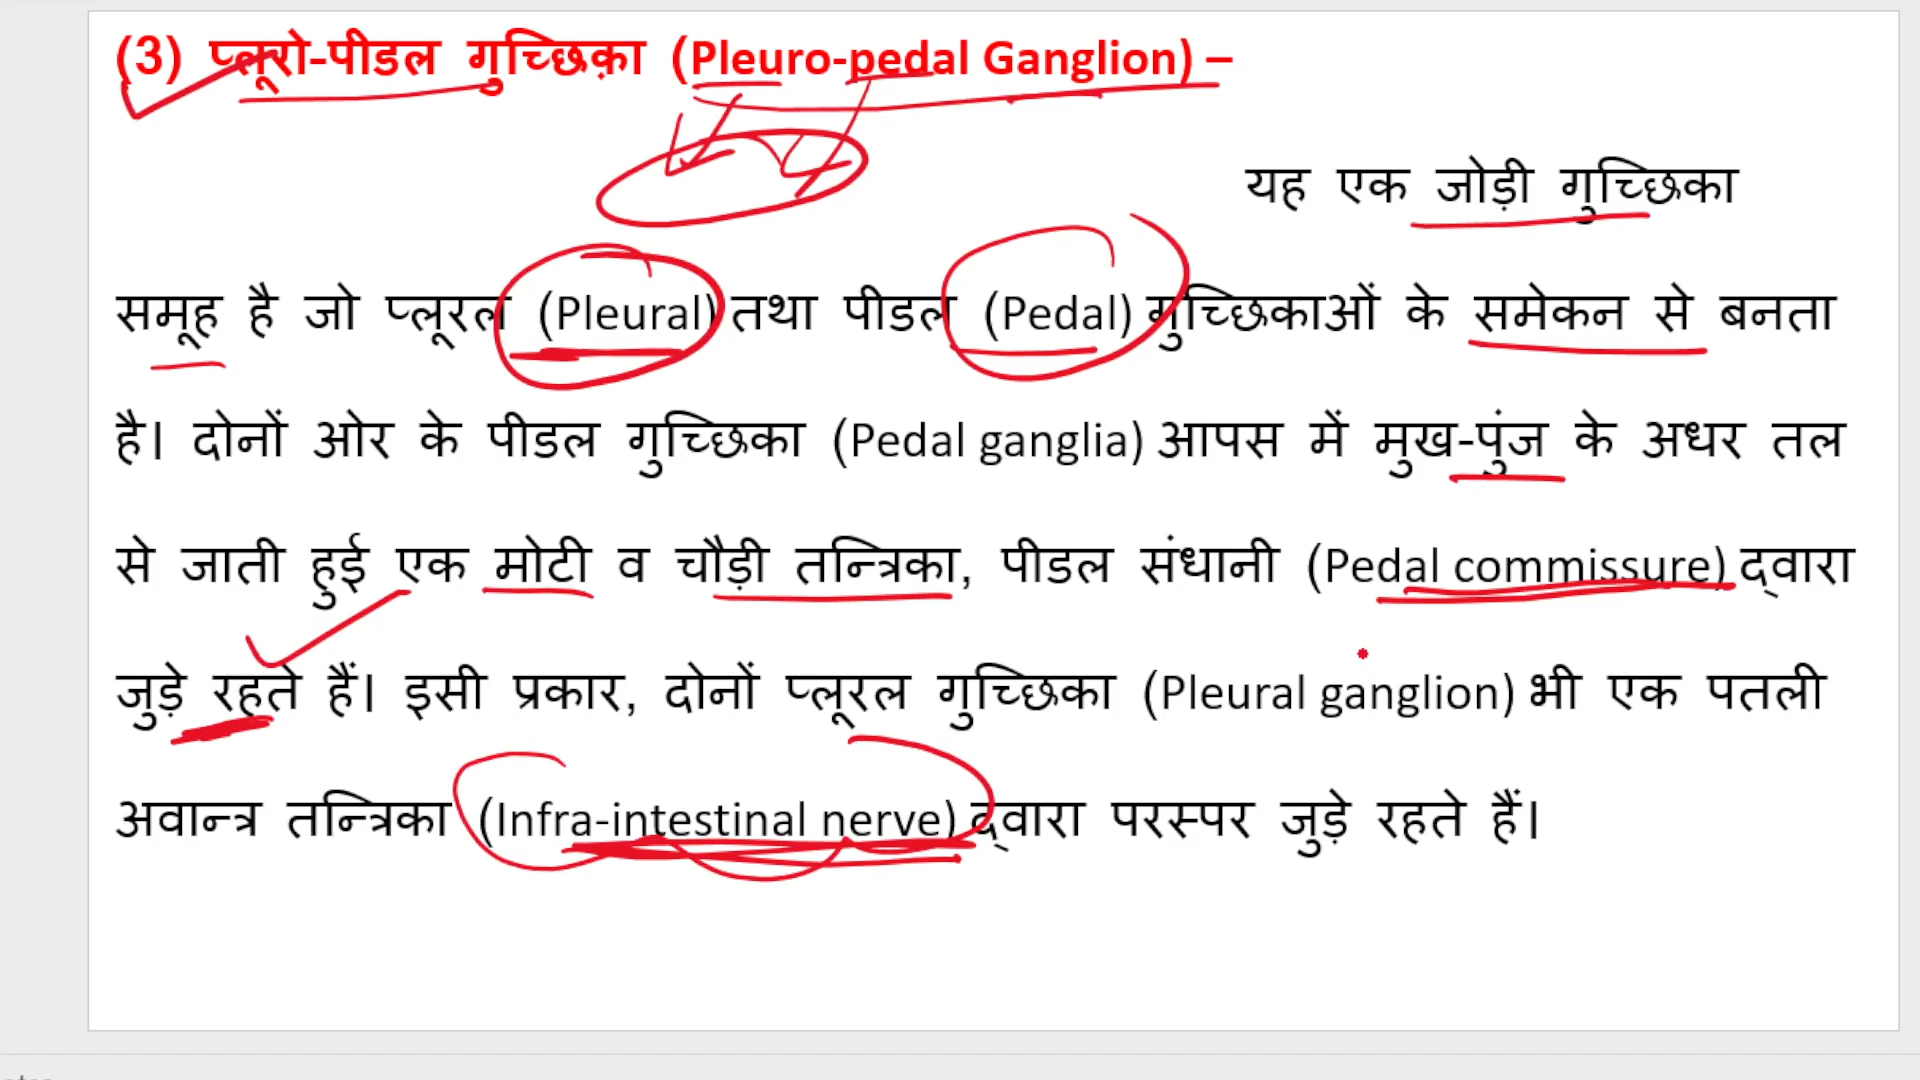 (3) प्लूरो-पीडल गुच्छिक़ा (Pleuro-pedal Ganglion) –
यह एक जोड़ी गुच्छिका
समूह है जो प्लूरल (Pleural) तथा पीडल (Pedal) गुच्छिकाओं के समेकन से बनता
है। दोनों ओर के पीडल गुच्छिका (Pedal ganglia) आपस में मुख-पुंज के अधर तल
से जाती हुई एक मोटी व चौड़ी तन्त्रिका, पीडल संधानी (Pedal commissure) द्वारा
जुड़े रहते हैं। इसी प्रकार, दोनों प्लूरल गुच्छिका (Pleural ganglion) भी एक पतली
अवान्त्र तन्त्रिका (Infra-intestinal nerve) द्वारा परस्पर जुड़े रहते हैं।